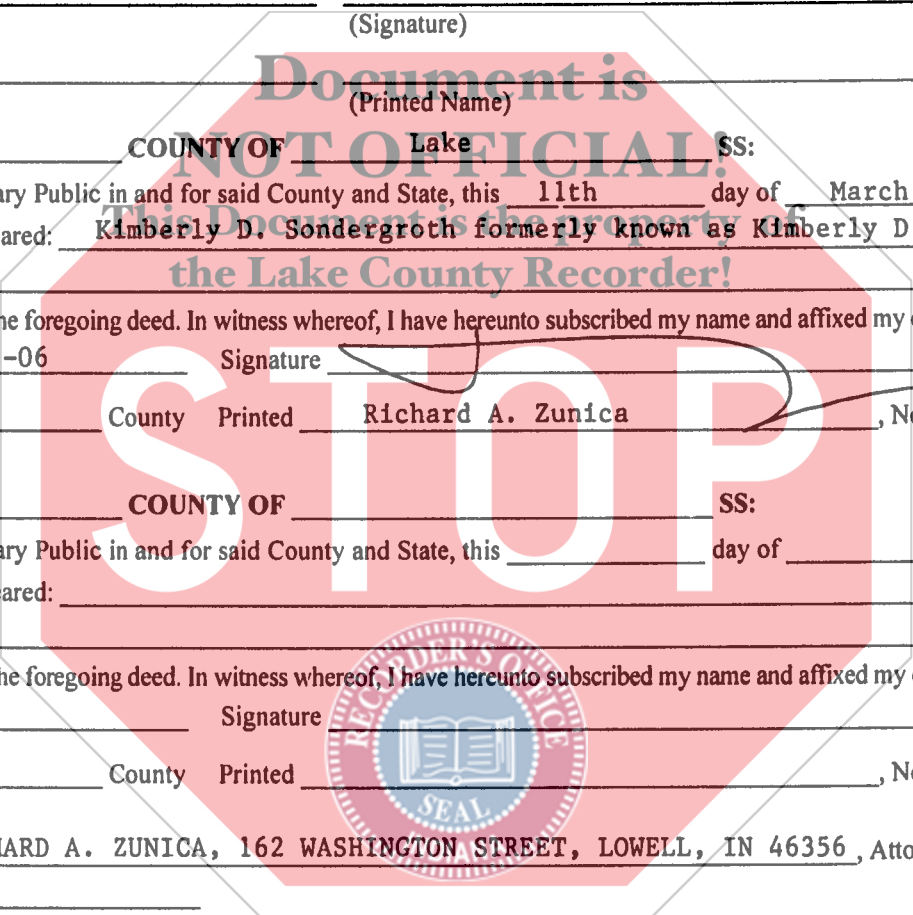 (Signature)
Document is
(Printed Name)
NOT OFFICIAL!
COUNTY OF Lake SS:
ary Public in and for said County and State, this 11th day of March
This Document is the property of
ared: Kimberly D. Sondergroth formerly known as Kimberly D
the Lake County Recorder!
he foregoing deed. In witness whereof, I have hereunto subscribed my name and affixed my
-06 Signature
STOP
County Printed Richard A. Zunica , No
COUNTY OF SS:
ary Public in and for said County and State, this day of
eared:
he foregoing deed. In witness whereof, I have hereunto subscribed my name and affixed my
Signature
RECORDER'S OFFICE
County Printed , No
SEAL
HARD A. ZUNICA, 162 WASHINGTON STREET, LOWELL, IN 46356 , Atto